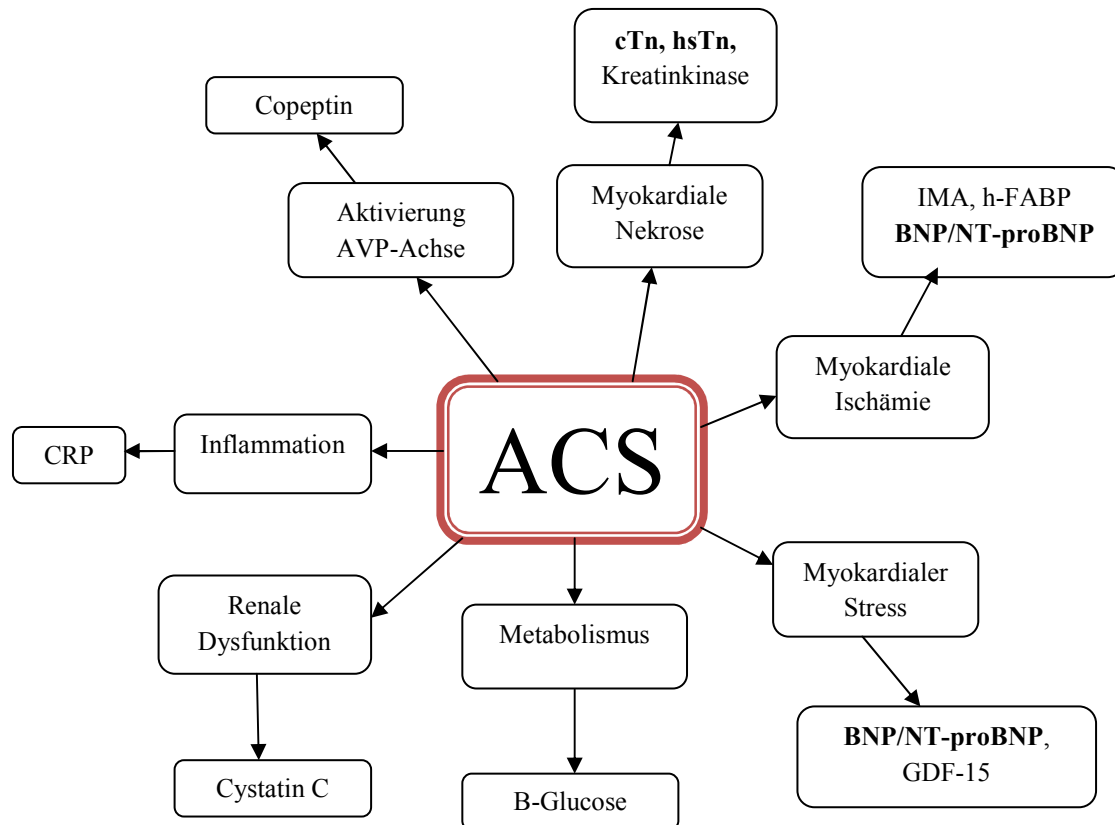 cTn, hsTn,
Kreatinkinase
Copeptin
Myokardiale
Nekrose
Aktivierung
AVP-Achse
IMA, h-FABP
BNP/NT-proBNP
Myokardiale
Ischämie
ACS
Inflammation
CRP
Myokardialer
Stress
Renale
Dysfunktion
Metabolismus
BNP/NT-proBNP,
GDF-15
Cystatin C
B-Glucose